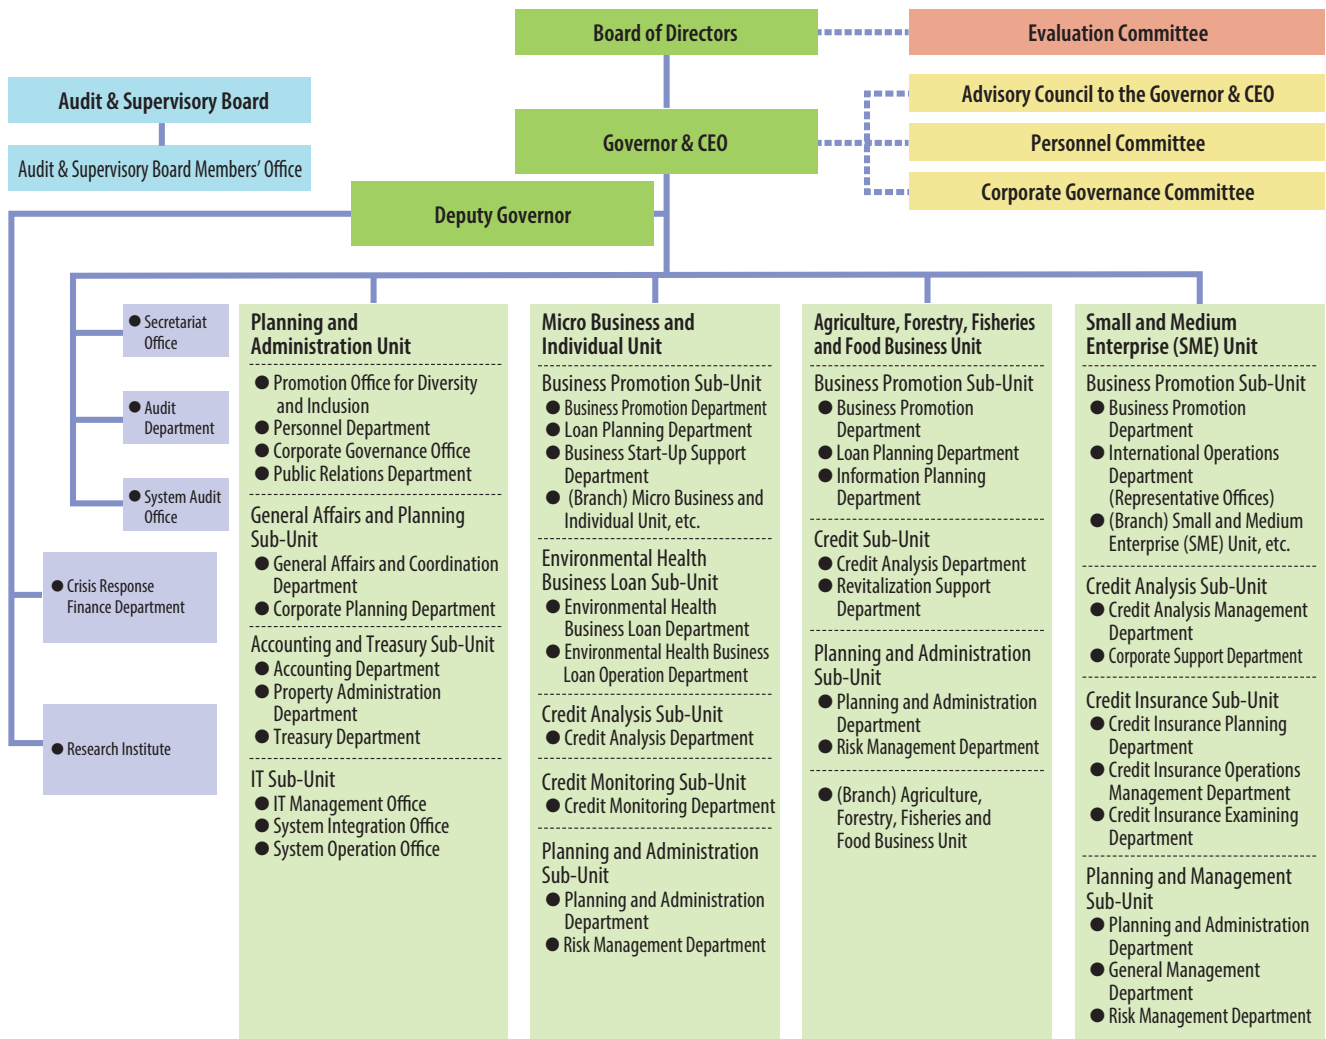 Board of Directors
Evaluation Committee
Audit & Supervisory Board
Advisory Council to the Governor & CEO
Governor & CEO
Personnel Committee
Audit & Supervisory Board Members' Office
Corporate Governance Committee
Deputy Governor
● Secretariat
Office
● Audit
Department
● System Audit
Office
● Crisis Response
Finance Department
● Research Institute
Planning and
Administration Unit
● Promotion Office for Diversity
and Inclusion
● Personnel Department
● Corporate Governance Office
● Public Relations Department
General Affairs and Planning
Sub-Unit
● General Affairs and Coordination
Department
● Corporate Planning Department
Accounting and Treasury Sub-Unit
● Accounting Department
● Property Administration
Department
● Treasury Department
IT Sub-Unit
● IT Management Office
● System Integration Office
● System Operation Office
Micro Business and
Individual Unit
Business Promotion Sub-Unit
● Business Promotion Department
● Loan Planning Department
● Business Start-Up Support
Department
● (Branch) Micro Business and
Individual Unit, etc.
Environmental Health
Business Loan Sub-Unit
● Environmental Health
Business Loan Department
● Environmental Health Business
Loan Operation Department
Credit Analysis Sub-Unit
● Credit Analysis Department
Credit Monitoring Sub-Unit
● Credit Monitoring Department
Planning and Administration
Sub-Unit
● Planning and Administration
Department
● Risk Management Department
Agriculture, Forestry, Fisheries
and Food Business Unit
Business Promotion Sub-Unit
● Business Promotion
Department
● Loan Planning Department
● Information Planning
Department
Credit Sub-Unit
● Credit Analysis Department
● Revitalization Support
Department
Planning and Administration
Sub-Unit
● Planning and Administration
Department
● Risk Management Department
● (Branch) Agriculture,
Forestry, Fisheries and
Food Business Unit
Small and Medium
Enterprise (SME) Unit
Business Promotion Sub-Unit
● Business Promotion
Department
● International Operations
Department
(Representative Offices)
● (Branch) Small and Medium
Enterprise (SME) Unit, etc.
Credit Analysis Sub-Unit
● Credit Analysis Management
Department
● Corporate Support Department
Credit Insurance Sub-Unit
● Credit Insurance Planning
Department
● Credit Insurance Operations
Management Department
● Credit Insurance Examining
Department
Planning and Management
Sub-Unit
● Planning and Administration
Department
● General Management
Department
● Risk Management Department